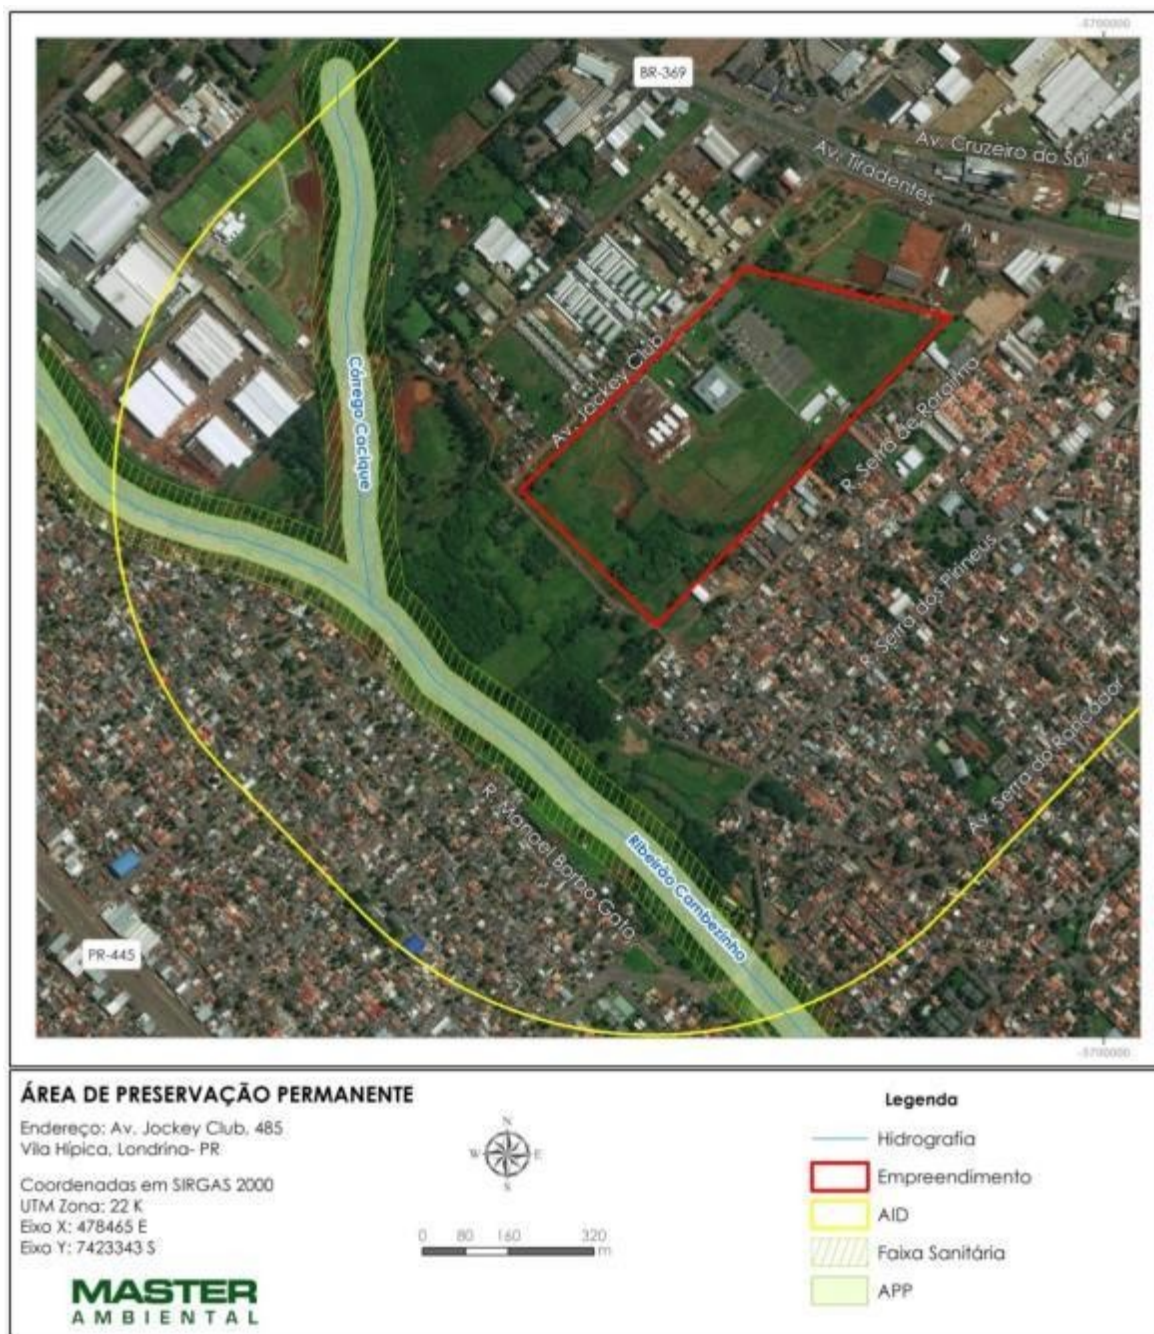 -5700000
BR-369
Av. Cruzeiro do Sul
Av. Tiradentes
Av. Jockey Club
Córrego Cacique
R. Serra de Roraima
R. Serra dos Pirineus
Av. Serra do Roncador
R. Manoel Borba Gato
Ribeirão Cambezinho
PR-445
-5700000
ÁREA DE PRESERVAÇÃO PERMANENTE
Endereço: Av. Jockey Club, 485
Vila Hípica, Londrina- PR
Coordenadas em SIRGAS 2000
UTM Zona: 22 K
Eixo X: 478465 E
Eixo Y: 7423343 S
MASTER
AMBIENTAL
N
W E
S
0 80 160 320
m
Legenda
Hidrografia
Empreendimento
AID
Faixa Sanitária
APP